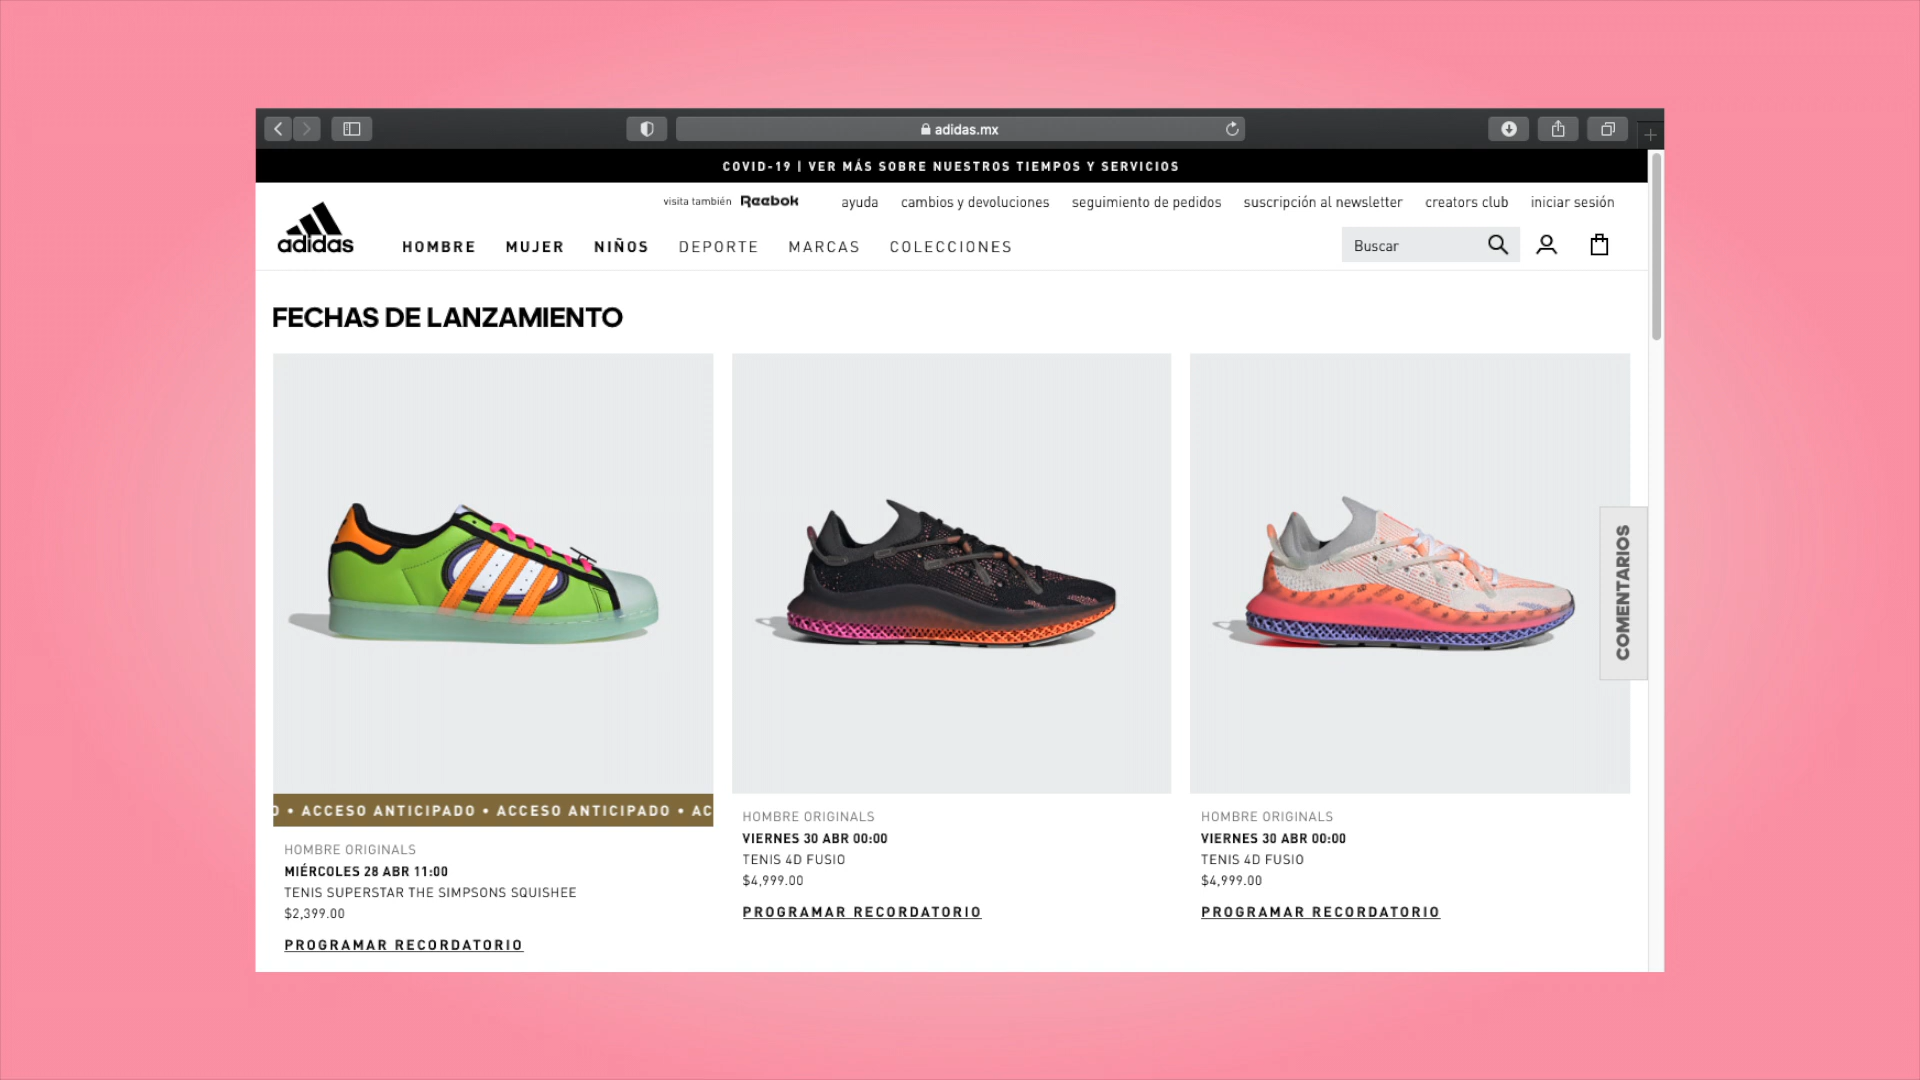 adidas.mx
COVID-19 | VER MÁS SOBRE NUESTROS TIEMPOS Y SERVICIOS
visita también Reebok ayuda cambios y devoluciones seguimiento de pedidos suscripción al newsletter creators club iniciar sesión
adidas
HOMBRE MUJER NIÑOS DEPORTE MARCAS COLECCIONES Buscar
FECHAS DE LANZAMIENTO
COMENTARIOS
O • ACCESO ANTICIPADO • ACCESO ANTICIPADO • AC
HOMBRE ORIGINALS
MIÉRCOLES 28 ABR 11:00
TENIS SUPERSTAR THE SIMPSONS SQUISHEE
$2,399.00
PROGRAMAR RECORDATORIO
HOMBRE ORIGINALS
VIERNES 30 ABR 00:00
TENIS 4D FUSIO
$4,999.00
PROGRAMAR RECORDATORIO
HOMBRE ORIGINALS
VIERNES 30 ABR 00:00
TENIS 4D FUSIO
$4,999.00
PROGRAMAR RECORDATORIO